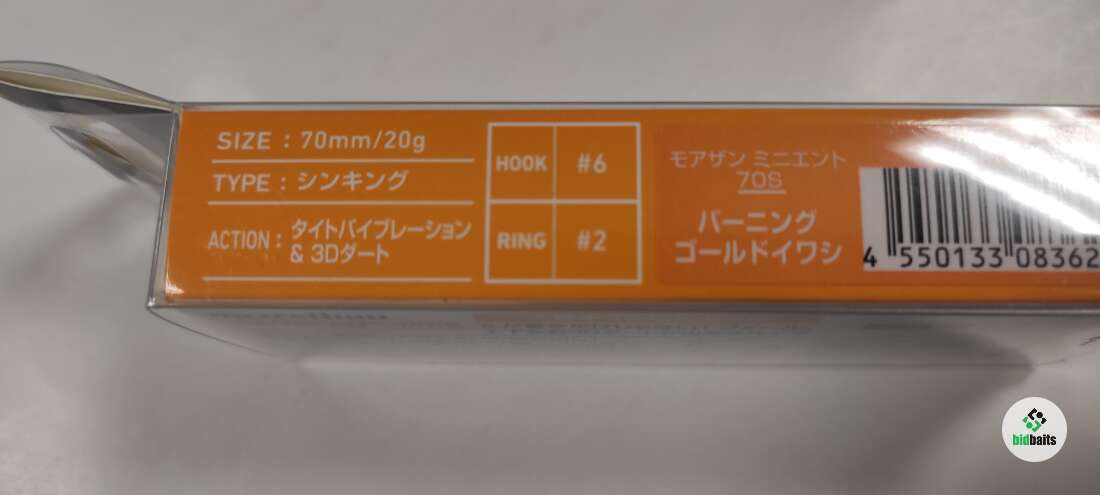 SIZE : 70mm/20g
TYPE : シンキング
ACTION : タイトバイブレーション
& 3Dダート
HOOK #6
RING #2
モアザン ミニエント
70S
バーニング
ゴールドイワシ
4 550133 08362
bidbaits